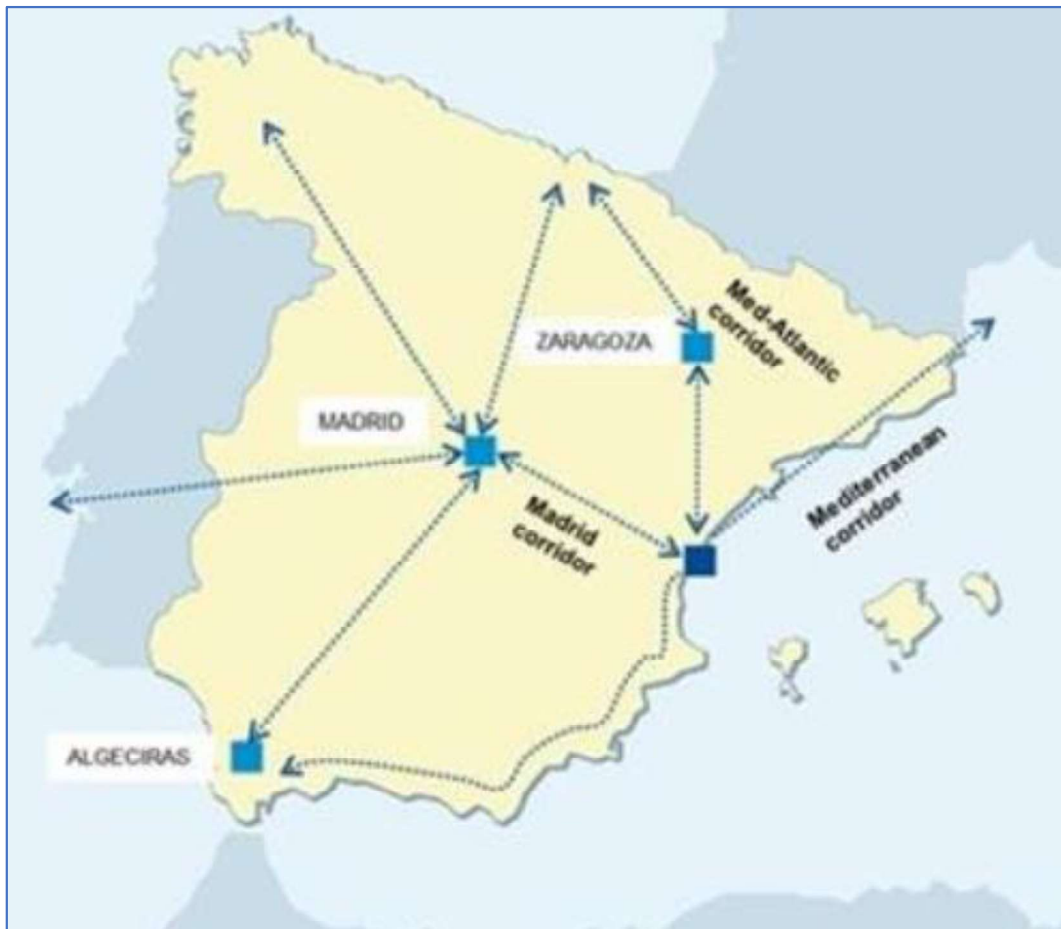 ZARAGOZA
Med-Atlantic
corridor
MADRID
Madrid
corridor
Mediterranean
corridor
ALGECIRAS